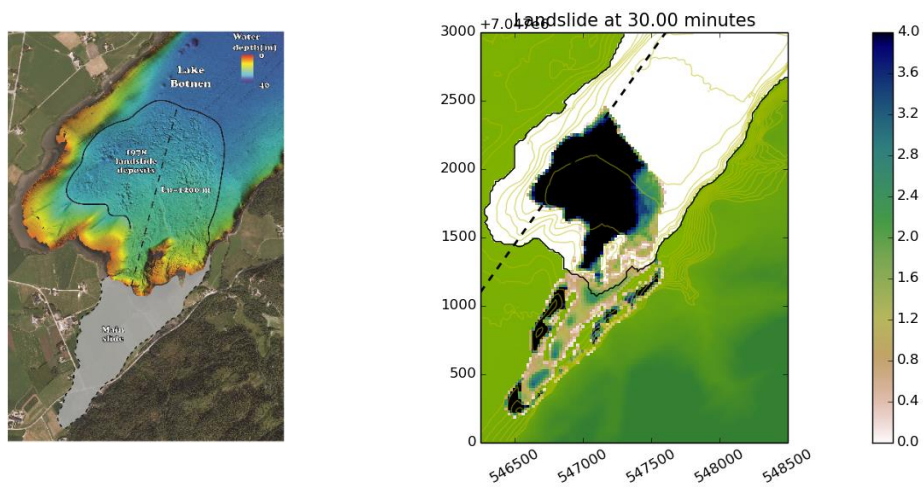 Water
depth[m]
0
40
Lake
Botnen
1978
landslide
deposits
Lu~1200 m
Main
slide
Landslide at 30.00 minutes
+7.047e6
3000
2500
2000
1500
1000
500
0
546500
547000
547500
548000
548500
4.0
3.6
3.2
2.8
2.4
2.0
1.6
1.2
0.8
0.4
0.0